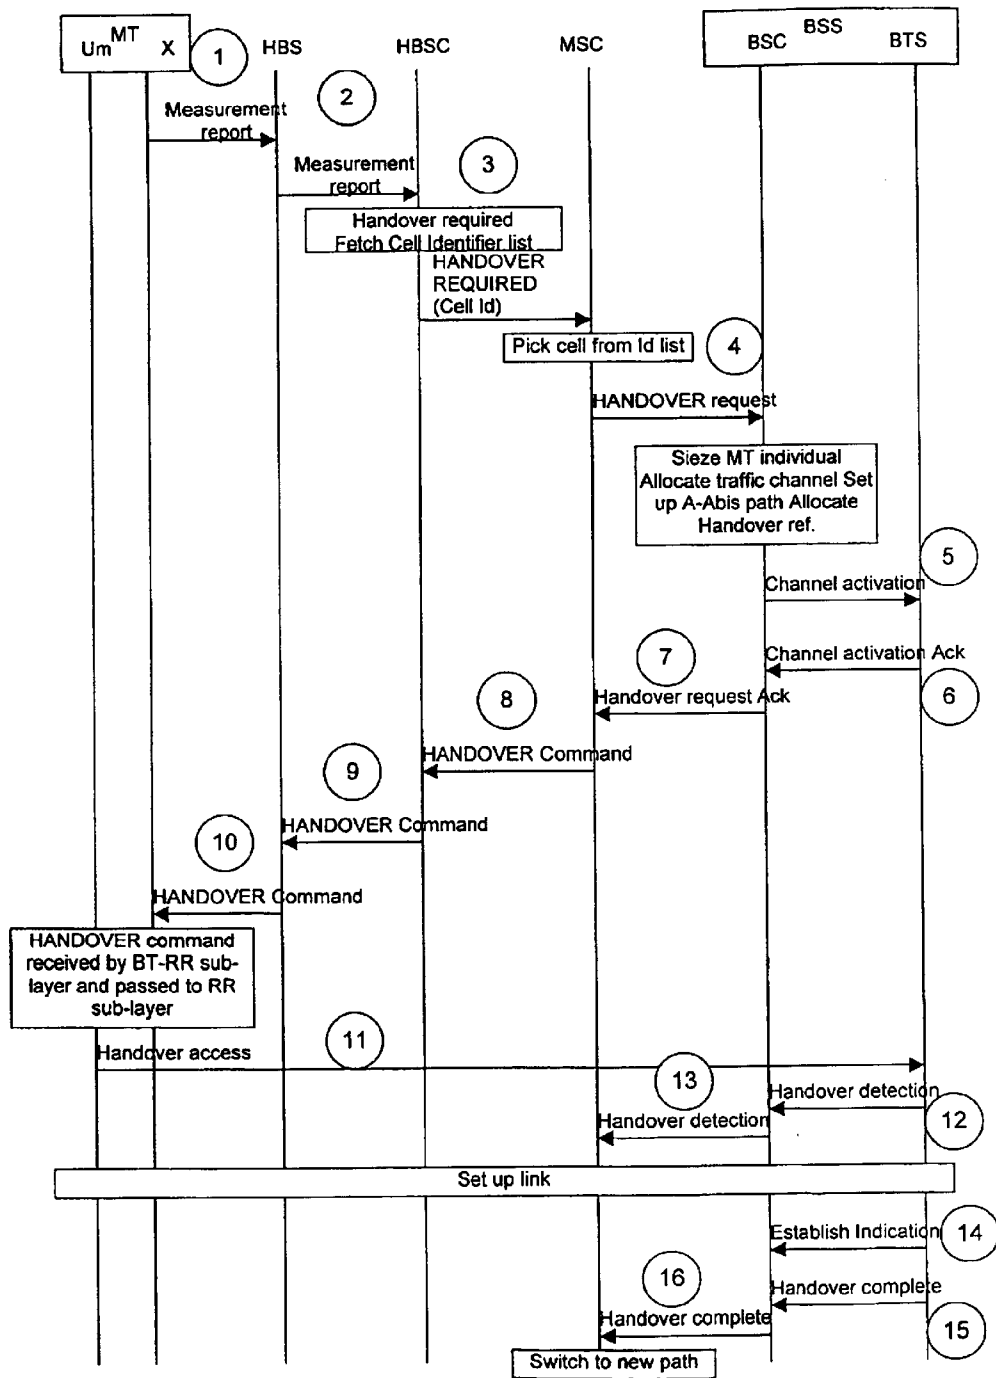 MT
Um
X
1
HBS
HBSC
MSC
BSS
BSC
BTS
2
Measurement
report
3
Measurement
report
Handover required
Fetch Cell Identifier list
HANDOVER
REQUIRED
(Cell Id)
Pick cell from Id list
4
HANDOVER request
Sieze MT individual
Allocate traffic channel Set
up A-Abis path Allocate
Handover ref.
5
Channel activation
7
Channel activation Ack
6
8
Handover request Ack
9
HANDOVER Command
10
HANDOVER Command
HANDOVER Command
HANDOVER command
received by BT-RR sub-
layer and passed to RR
sub-layer
11
Handover access
13
Handover detection
12
Handover detection
Set up link
Establish Indication
14
16
Handover complete
Handover complete
15
Switch to new path